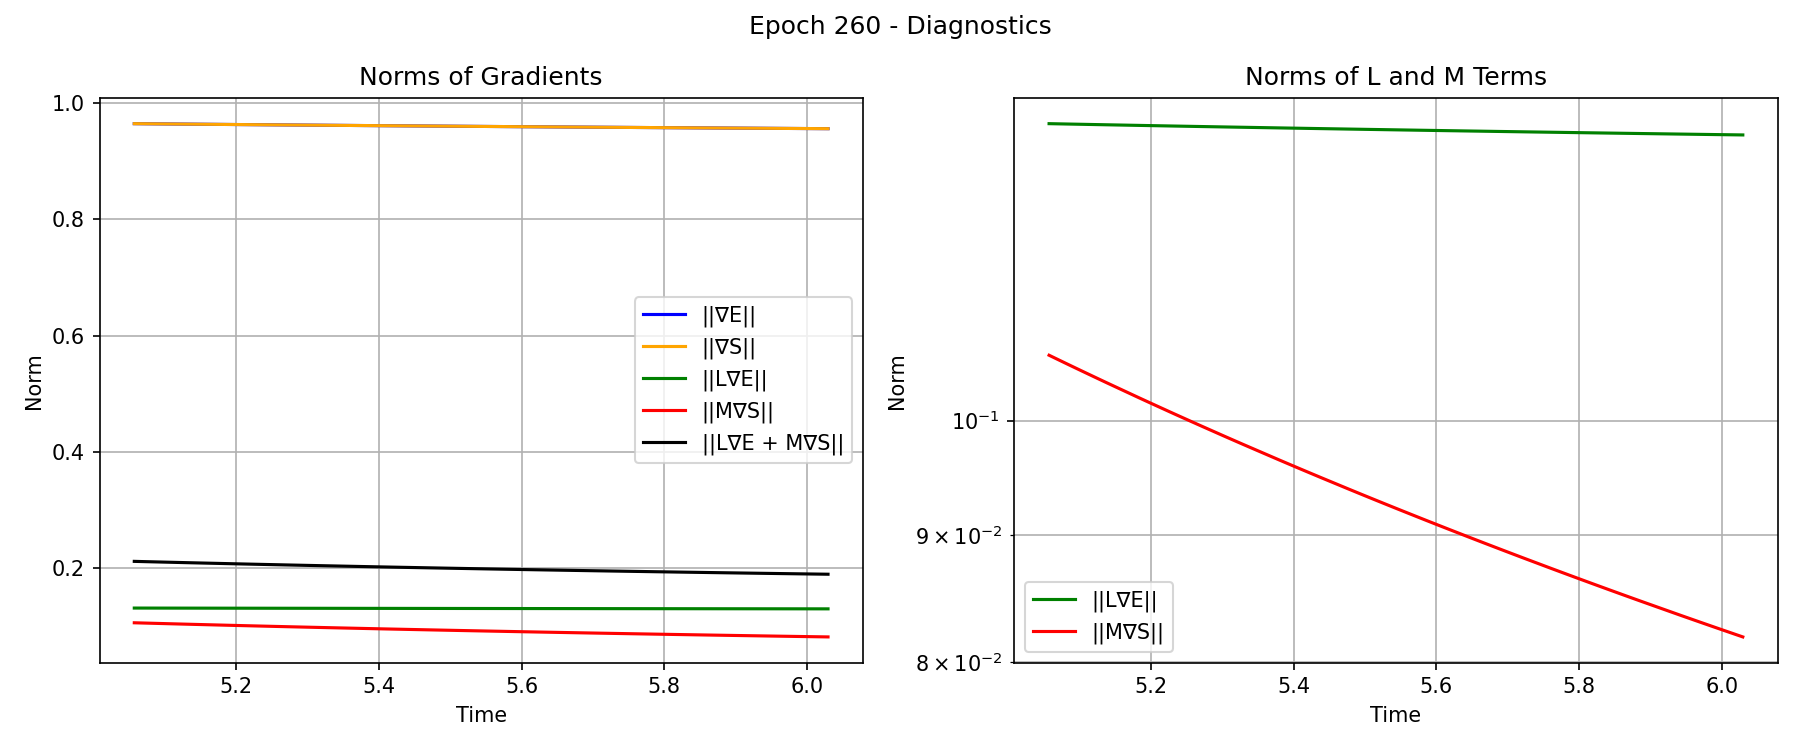 Epoch 260 - Diagnostics
Norms of Gradients
1.0
0.8
0.6
0.4
0.2
Norm
5.2 5.4 5.6 5.8 6.0
Time
||∇E||
||∇S||
||L∇E||
||M∇S||
||L∇E + M∇S||
Norms of L and M Terms
10⁻¹
9 × 10⁻²
8 × 10⁻²
Norm
5.2 5.4 5.6 5.8 6.0
Time
||L∇E||
||M∇S||